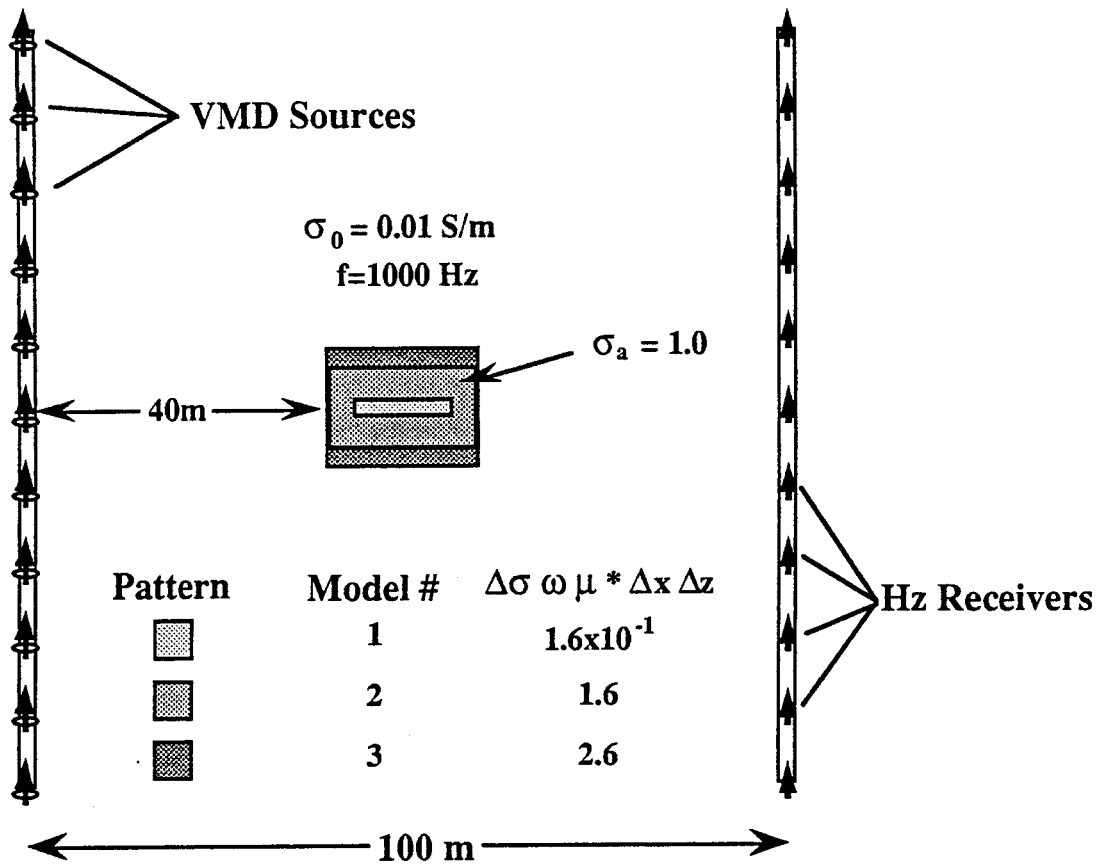 VMD Sources
σ0 = 0.01 S/m
f=1000 Hz
σa = 1.0
40m
Pattern Model # Δσ ω μ * Δx Δz
1 1.6x10^-1
2 1.6
3 2.6
Hz Receivers
100 m